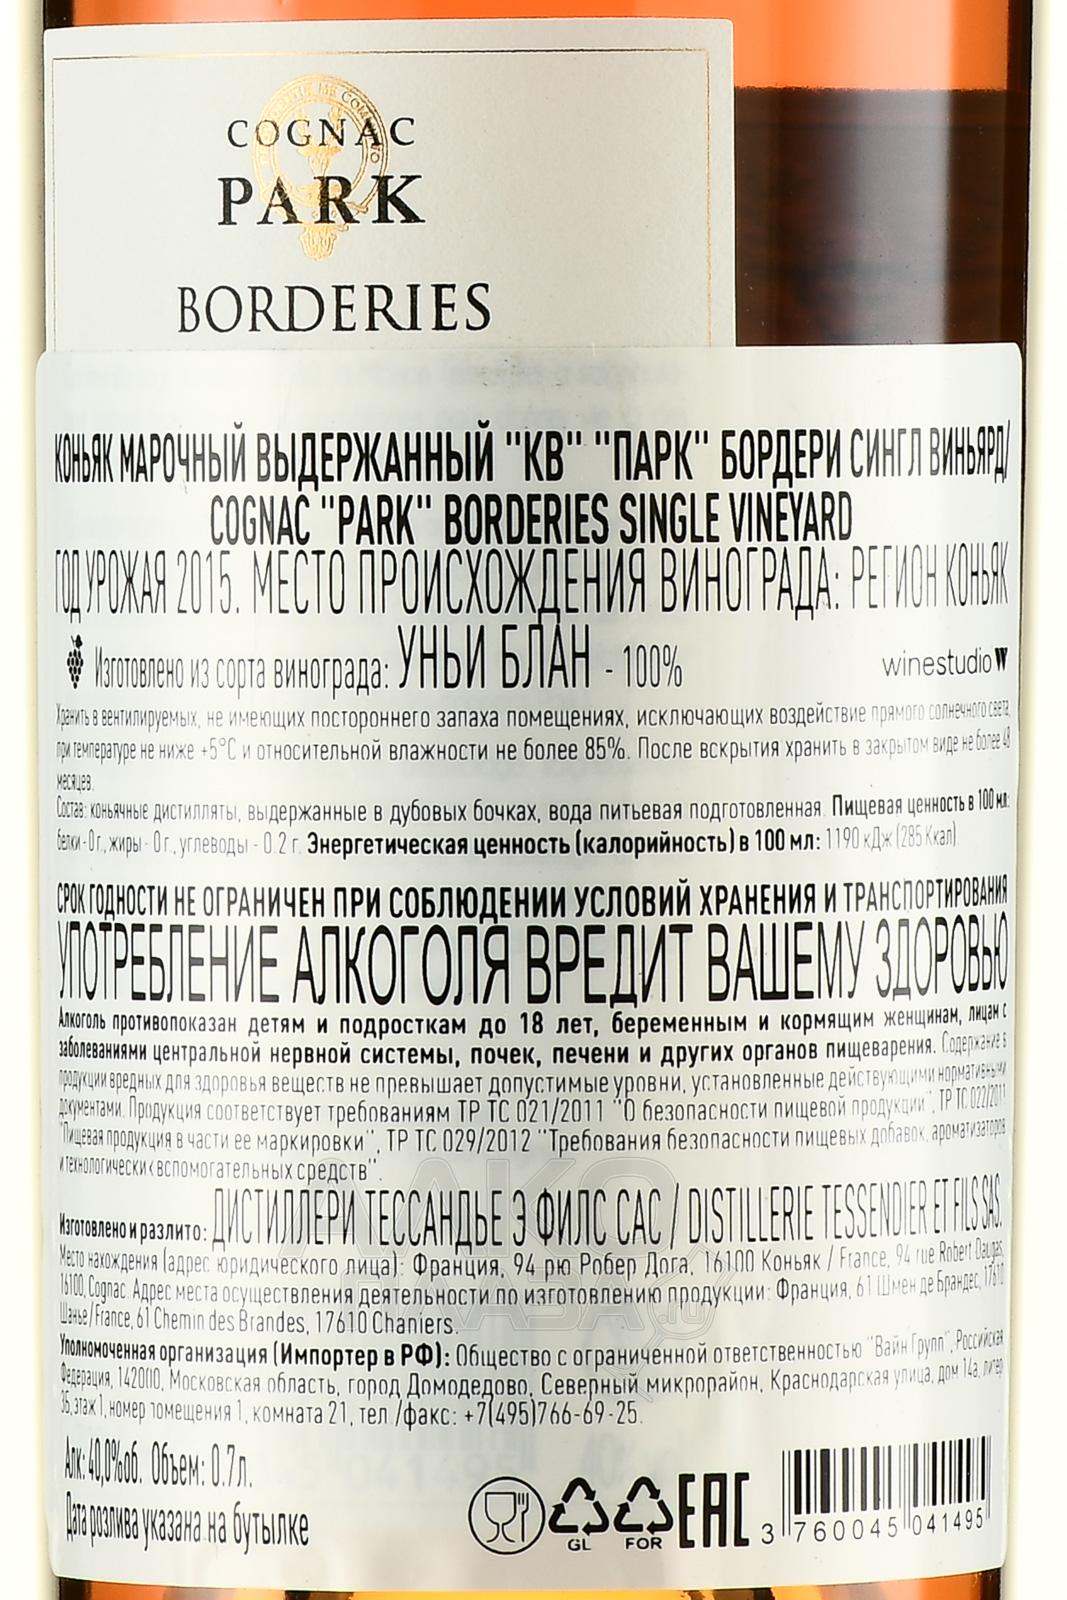 COGNAC
PARK
BORDERIES
КОНЬЯК МАРОЧНЫЙ ВЫДЕРЖАННЫЙ "КВ" "ПАРК" БОРДЕРИ СИНГЛ ВИНЬЯРД/
COGNAC "PARK" BORDERIES SINGLE VINEYARD
ГОД УРОЖАЯ 2015. МЕСТО ПРОИСХОЖДЕНИЯ ВИНОГРАДА: РЕГИОН КОНЬЯК
Изготовлено из сорта винограда: УНЬИ БЛАН - 100%
winestudio W
Хранить в вентилируемых, не имеющих постороннего запаха помещениях, исключающих воздействие прямого солнечного света,
при температуре не ниже +5°С и относительной влажности не более 85%. После вскрытия хранить в закрытом виде не более 48
месяцев.
Состав: коньячные дистилляты, выдержанные в дубовых бочках, вода питьевая подготовленная. Пищевая ценность в 100 мл:
белки - 0 г., жиры - 0 г., углеводы - 0.2 г. Энергетическая ценность (калорийность) в 100 мл: 1190 кДж (285 Ккал)
СРОК ГОДНОСТИ НЕ ОГРАНИЧЕН ПРИ СОБЛЮДЕНИИ УСЛОВИЙ ХРАНЕНИЯ И ТРАНСПОРТИРОВАНИЯ
УПОТРЕБЛЕНИЕ АЛКОГОЛЯ ВРЕДИТ ВАШЕМУ ЗДОРОВЬЮ
Алкоголь противопоказан детям и подросткам до 18 лет, беременным и кормящим женщинам, лицам с
заболеваниями центральной нервной системы, почек, печени и других органов пищеварения. Содержание в
продукции вредных для здоровья веществ не превышает допустимые уровни, установленные действующими нормативными
документами. Продукция соответствует требованиям ТР ТС 021/2011 "О безопасности пищевой продукции", ТР ТС 022/2011
"Пищевая продукция в части ее маркировки", ТР ТС 029/2012 "Требования безопасности пищевых добавок, ароматизаторов
и технологических вспомогательных средств".
Изготовлено и разлито: ДИСТИЛЛЕРИ ТЕССАНДЬЕ Э ФИЛС САС / DISTILLERIE TESSENDIER ET FILS SAS.
Место нахождения (адрес юридического лица): Франция, 94 рю Робер Дога, 16100 Коньяк / France, 94 rue Robert Daugas,
16100, Cognac. Адрес места осуществления деятельности по изготовлению продукции: Франция, 61 Шмен де Брандес, 17610
Шанье/France, 61 Chemin des Brandes, 17610 Chaniers.
Уполномоченная организация (Импортер в РФ): Общество с ограниченной ответственностью "Вайн Групп", Российская
Федерация, 142000, Московская область, город Домодедово, Северный микрорайон, Краснодарская улица, дом 14а, литер
35, этаж 1, номер помещения 1, комната 21, тел./факс: +7(495)766-69-25.
Алк: 40,0%об. Объем: 0.7л.
Дата розлива указана на бутылке
GL
FOR
EAC
3 760045 041495
АЛКО
ПЛАЗА.ru